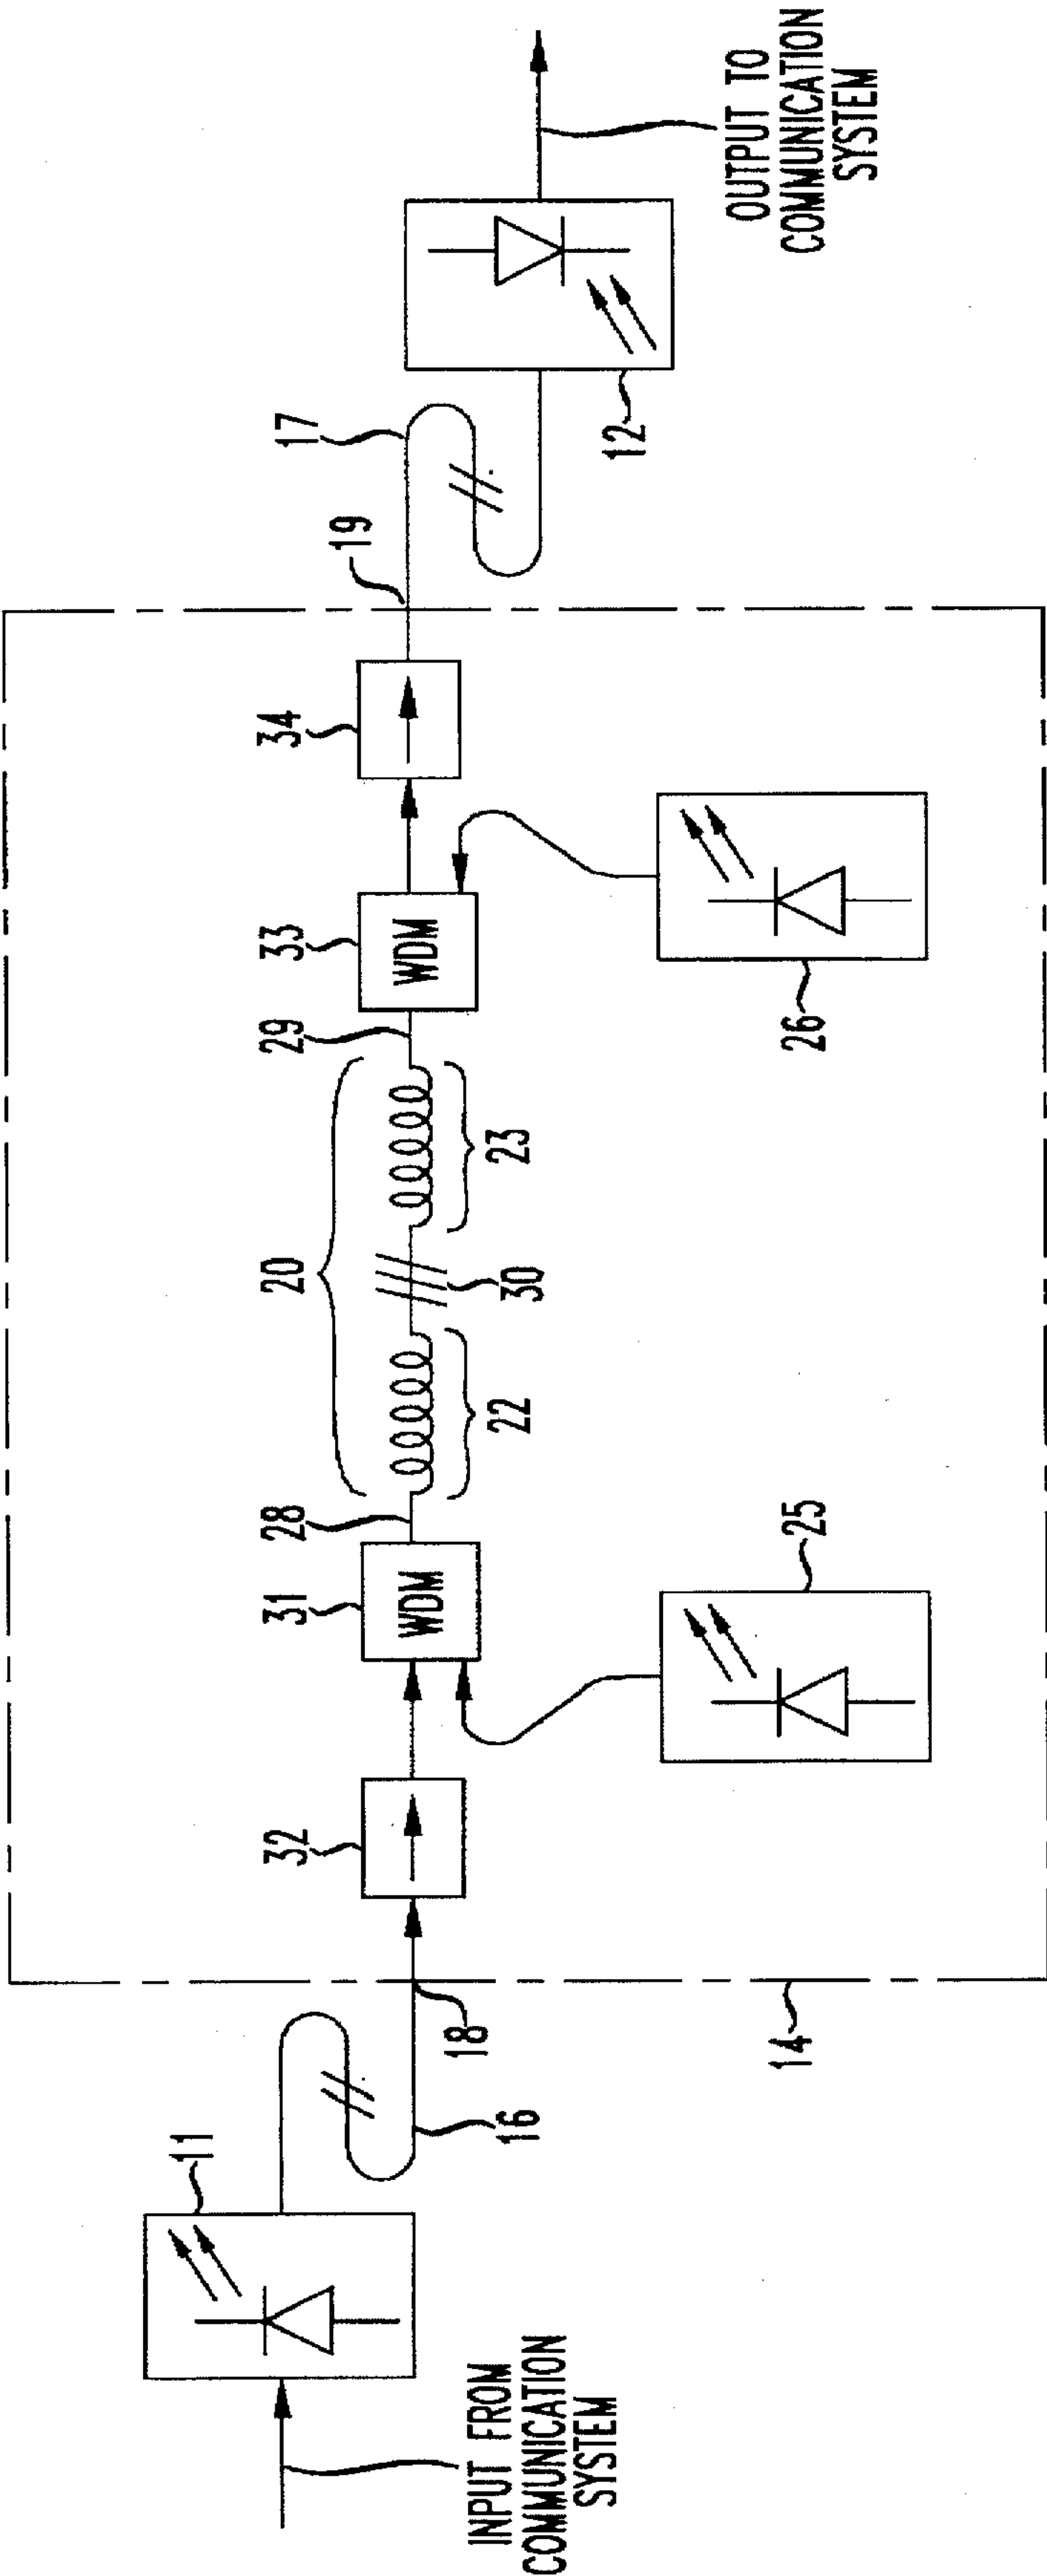 INPUT FROM
COMMUNICATION
SYSTEM
11
16
18
14
32
31
WDM
28
25
22
20
30
23
29
33
WDM
26
34
19
17
12
OUTPUT TO
COMMUNICATION
SYSTEM